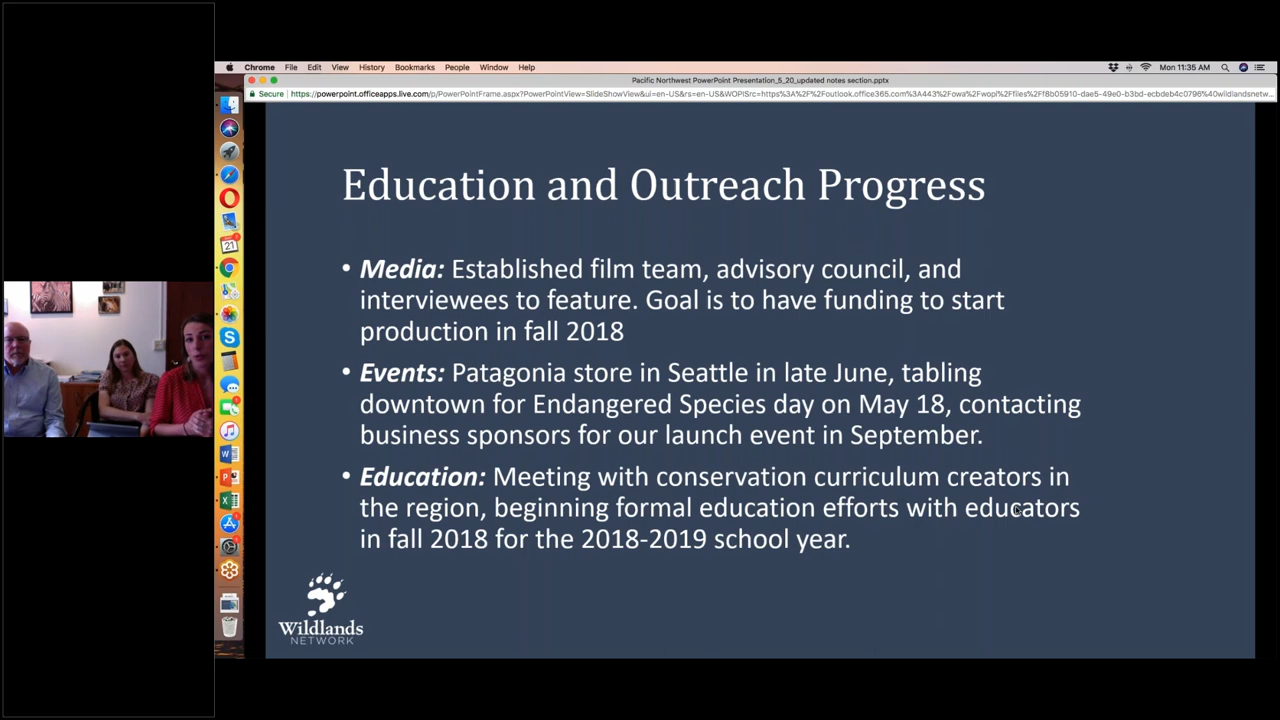 Chrome File Edit View History Bookmarks People Window Help Mon 11:35 AM
Pacific Northwest PowerPoint Presentation_5_20_updated notes section.pptx
Secure
21
Education and Outreach Progress
• Media: Established film team, advisory council, and
interviewees to feature. Goal is to have funding to start
production in fall 2018
• Events: Patagonia store in Seattle in late June, tabling
downtown for Endangered Species day on May 18, contacting
business sponsors for our launch event in September.
• Education: Meeting with conservation curriculum creators in
the region, beginning formal education efforts with educators
in fall 2018 for the 2018-2019 school year.
Wildlands
NETWORK